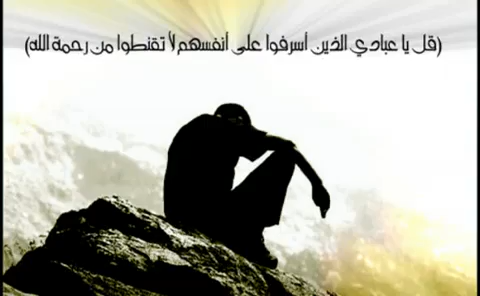 (قل يا عبادي الذين أسرفوا على أنفسهم لا تقنطوا من رحمة الله)